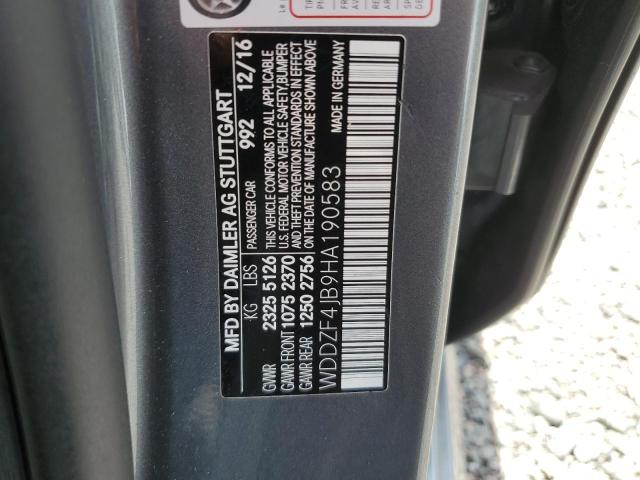 MFD BY DAIMLER AG STUTTGART
992 12/16
KG LBS PASSENGER CAR
GVWR 2325 5126 THIS VEHICLE CONFORMS TO ALL APPLICABLE
GAWR FRONT 1075 2370 U.S. FEDERAL MOTOR VEHICLE SAFETY,BUMPER
GAWR REAR 1250 2756 AND THEFT PREVENTION STANDARDS IN EFFECT
ON THE DATE OF MANUFACTURE SHOWN ABOVE
WDDZF4JB9HA190583 MADE IN GERMANY